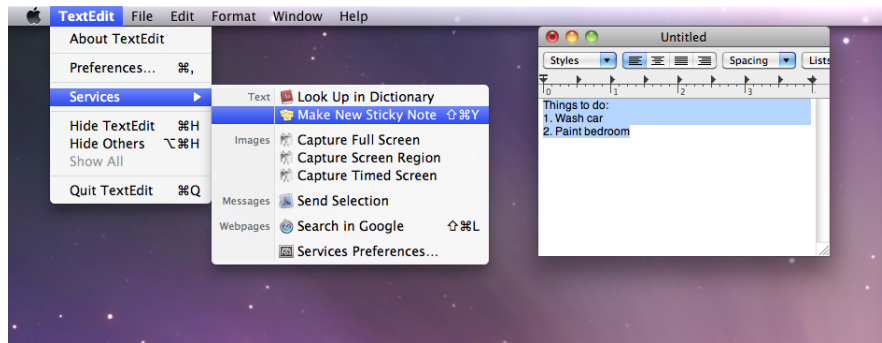 TextEdit File Edit Format Window Help
About TextEdit
Preferences... ⌘,
Services
Hide TextEdit ⌘H
Hide Others ⌥⌘H
Show All
Quit TextEdit ⌘Q
Text Look Up in Dictionary
Make New Sticky Note ⇧⌘Y
Images Capture Full Screen
Capture Screen Region
Capture Timed Screen
Messages Send Selection
Webpages Search in Google ⇧⌘L
Services Preferences...
Untitled
Styles Spacing Lists
0 1 2 3
Things to do:
1. Wash car
2. Paint bedroom